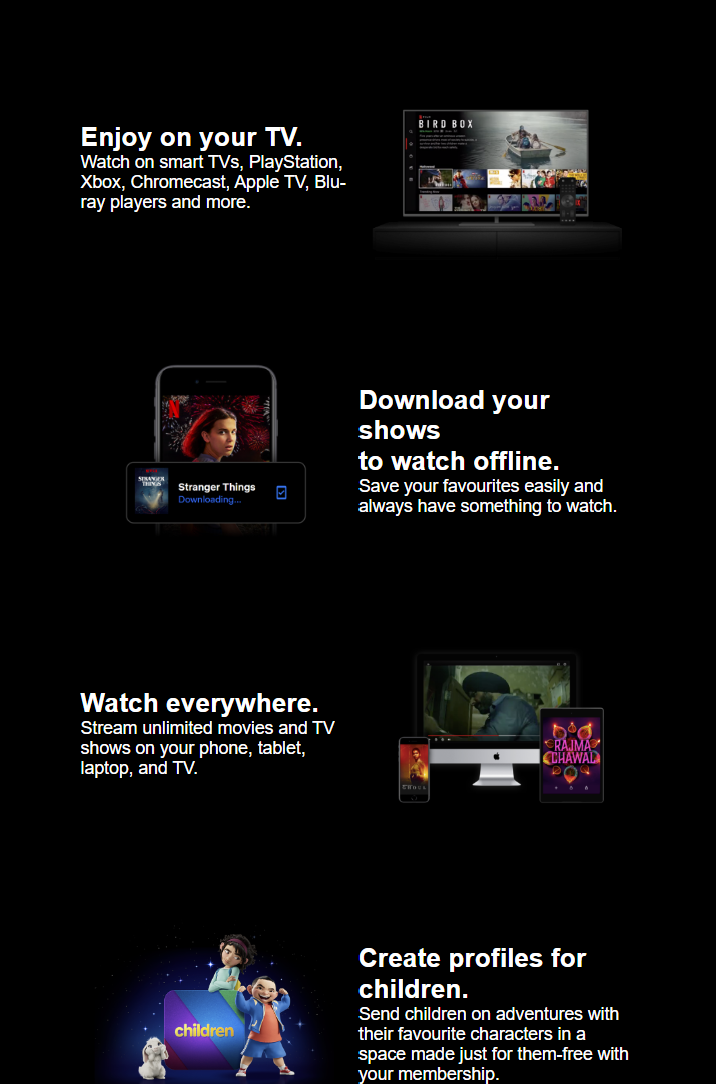 Enjoy on your TV.
Watch on smart TVs, PlayStation,
Xbox, Chromecast, Apple TV, Blu-
ray players and more.
BIRD BOX
Download your
shows
to watch offline.
Save your favourites easily and
always have something to watch.
N
STRANGER
THINGS
Stranger Things
Downloading...
Watch everywhere.
Stream unlimited movies and TV
shows on your phone, tablet,
laptop, and TV.
RAJMA
CHAWAL
Create profiles for
children.
Send children on adventures with
their favourite characters in a
space made just for them-free with
your membership.
children